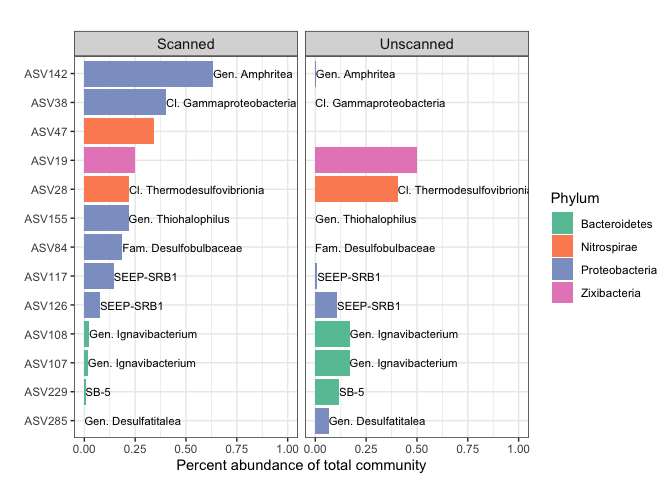 Scanned Unscanned
ASV142 Gen. Amphritea Gen. Amphritea
ASV38 Cl. Gammaproteobacteria Cl. Gammaproteobacteria
ASV47
ASV19
ASV28 Cl. Thermodesulfovibrionia Cl. Thermodesulfovibrionia
ASV155 Gen. Thiohalophilus Gen. Thiohalophilus
ASV84 Fam. Desulfobulbaceae Fam. Desulfobulbaceae
ASV117 SEEP-SRB1 SEEP-SRB1
ASV126 SEEP-SRB1 SEEP-SRB1
ASV108 Gen. Ignavibacterium Gen. Ignavibacterium
ASV107 Gen. Ignavibacterium Gen. Ignavibacterium
ASV229 SB-5 SB-5
ASV285 Gen. Desulfatitalea Gen. Desulfatitalea
0.00 0.25 0.50 0.75 1.00 0.00 0.25 0.50 0.75 1.00
Percent abundance of total community
Phylum
Bacteroidetes
Nitrospirae
Proteobacteria
Zixibacteria